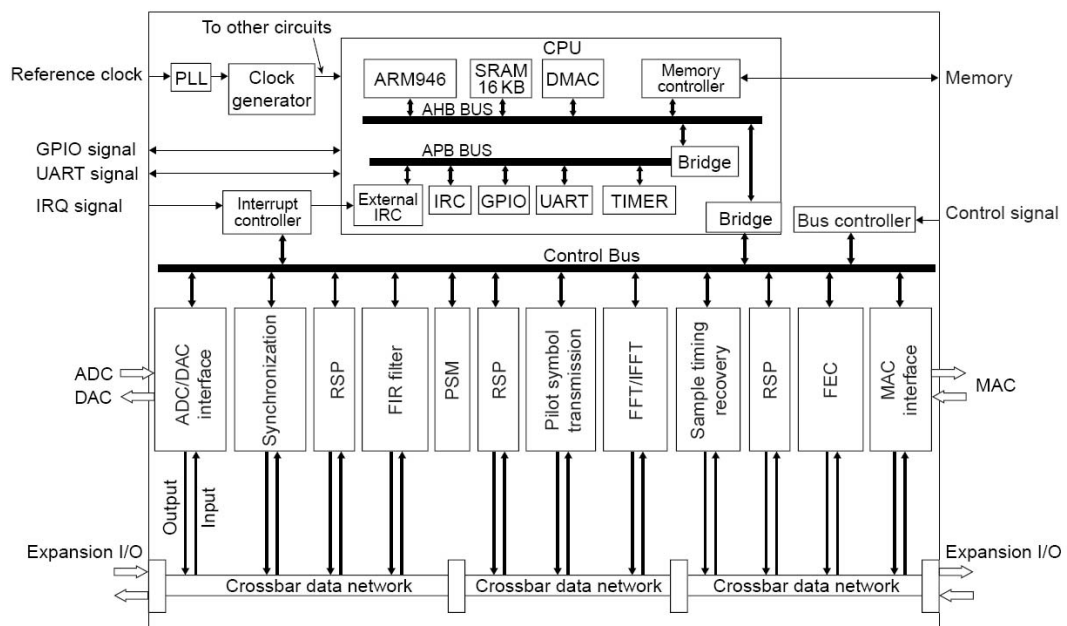 To other circuits
CPU
Reference clock
PLL
Clock
generator
ARM946
SRAM
16 KB
DMAC
Memory
controller
Memory
AHB BUS
GPIO signal
UART signal
APB BUS
Bridge
IRQ signal
Interrupt
controller
External
IRC
IRC
GPIO
UART
TIMER
Bridge
Bus controller
Control signal
Control Bus
ADC
DAC
ADC/DAC
interface
Synchronization
RSP
FIR filter
PSM
RSP
Pilot symbol
transmission
FFT/IFFT
Sample timing
recovery
RSP
FEC
MAC
interface
MAC
Output
Input
Expansion I/O
Crossbar data network
Crossbar data network
Crossbar data network
Expansion I/O